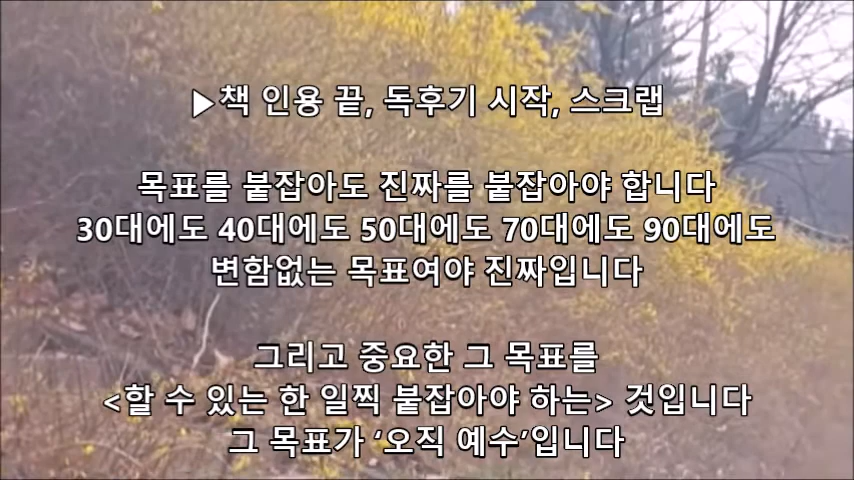 ▶책 인용 끝, 독후기 시작, 스크랩
목표를 붙잡아도 진짜를 붙잡아야 합니다
30대에도 40대에도 50대에도 70대에도 90대에도
변함없는 목표여야 진짜입니다
그리고 중요한 그 목표를
<할 수 있는 한 일찍 붙잡아야 하는> 것입니다
그 목표가 ‘오직 예수’입니다